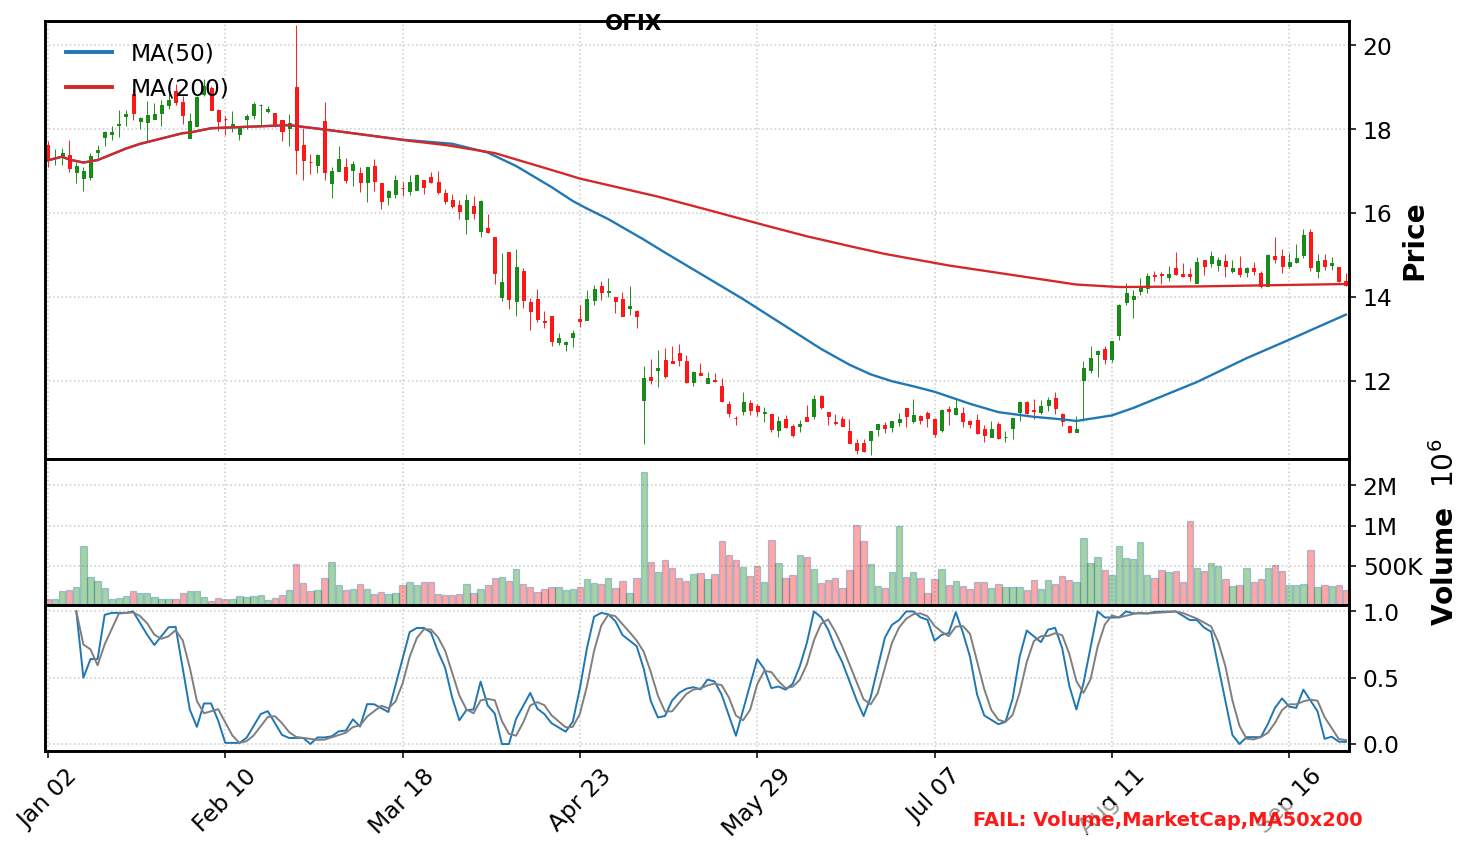 OFIX
MA(50)
MA(200)
20
18
16
14
12
Price
2M
1M
500K
Volume 10^6
1.0
0.5
0.0
Jan 02
Feb 10
Mar 18
Apr 23
May 29
Jul 07
Aug 11
Sep 16
FAIL: Volume,MarketCap,MA50x200